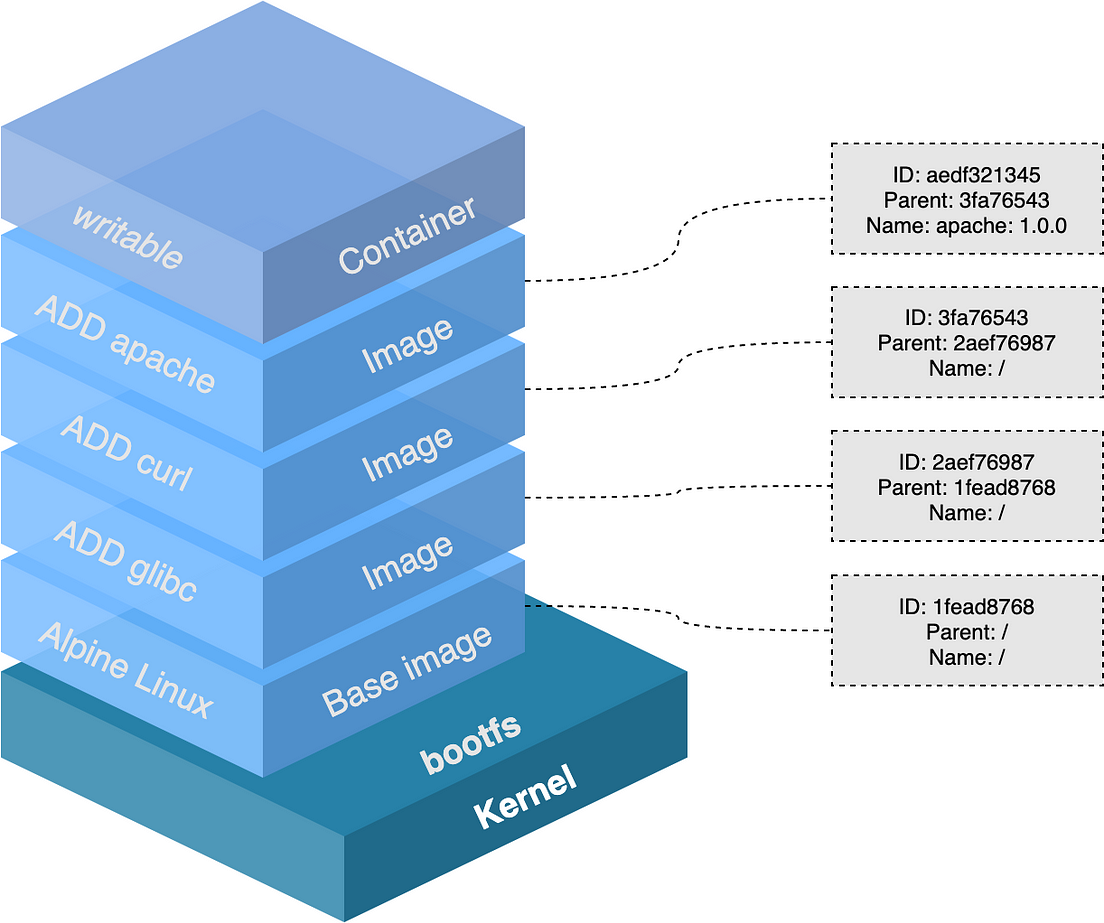 writable
Container
ADD apache
Image
ADD curl
Image
ADD glibc
Image
Alpine Linux
Base image
bootfs
Kernel
ID: aedf321345
Parent: 3fa76543
Name: apache: 1.0.0
ID: 3fa76543
Parent: 2aef76987
Name: /
ID: 2aef76987
Parent: 1fead8768
Name: /
ID: 1fead8768
Parent: /
Name: /